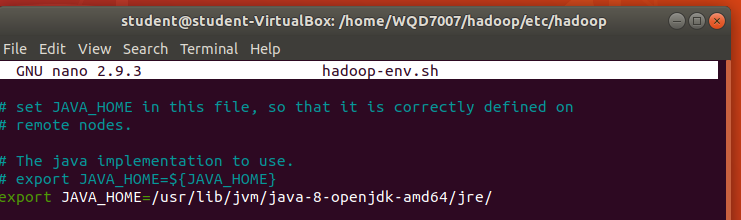 student@student-VirtualBox: /home/WQD7007/hadoop/etc/hadoop
File Edit View Search Terminal Help
GNU nano 2.9.3 hadoop-env.sh
# set JAVA_HOME in this file, so that it is correctly defined on
# remote nodes.
# The java implementation to use.
# export JAVA_HOME=${JAVA_HOME}
export JAVA_HOME=/usr/lib/jvm/java-8-openjdk-amd64/jre/